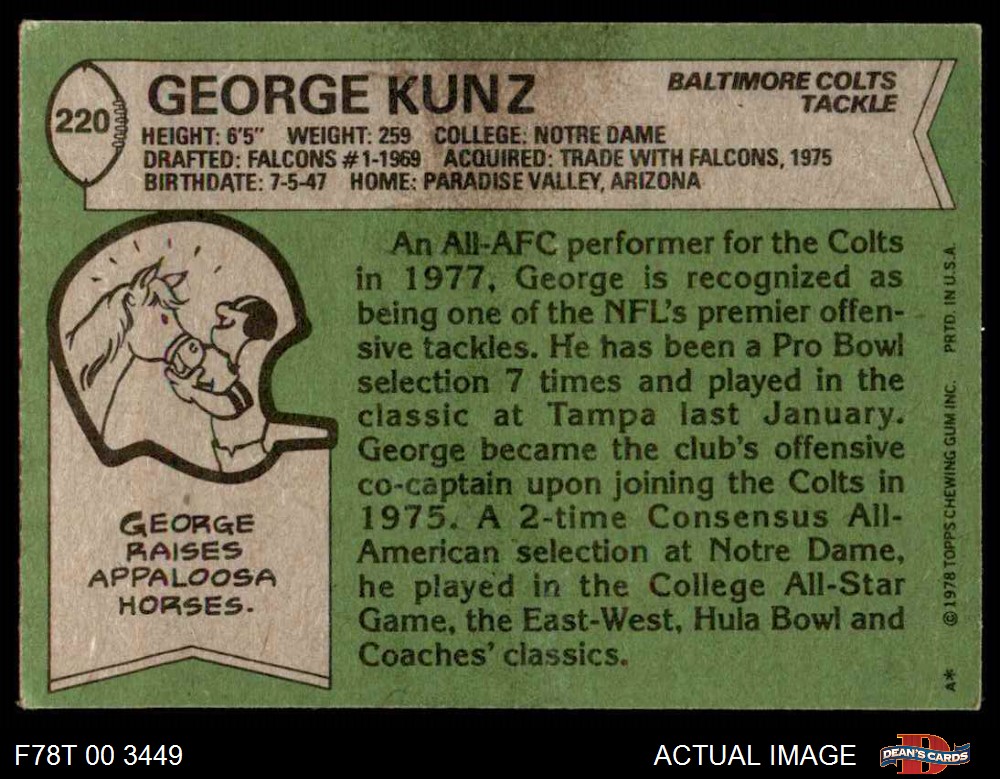 220
GEORGE KUNZ
BALTIMORE COLTS
TACKLE
HEIGHT: 6'5" WEIGHT: 259 COLLEGE: NOTRE DAME
DRAFTED: FALCONS #1-1969 ACQUIRED: TRADE WITH FALCONS, 1975
BIRTHDATE: 7-5-47 HOME: PARADISE VALLEY, ARIZONA
An All-AFC performer for the Colts
in 1977, George is recognized as
being one of the NFL's premier offen-
sive tackles. He has been a Pro Bowl
selection 7 times and played in the
classic at Tampa last January.
George became the club's offensive
co-captain upon joining the Colts in
1975. A 2-time Consensus All-
American selection at Notre Dame,
he played in the College All-Star
Game, the East-West, Hula Bowl and
Coaches' classics.
GEORGE
RAISES
APPALOOSA
HORSES.
A* ©1978 TOPPS CHEWING GUM INC. PRTD. IN U.S.A.
F78T 00 3449
ACTUAL IMAGE
DEAN'S CARDS